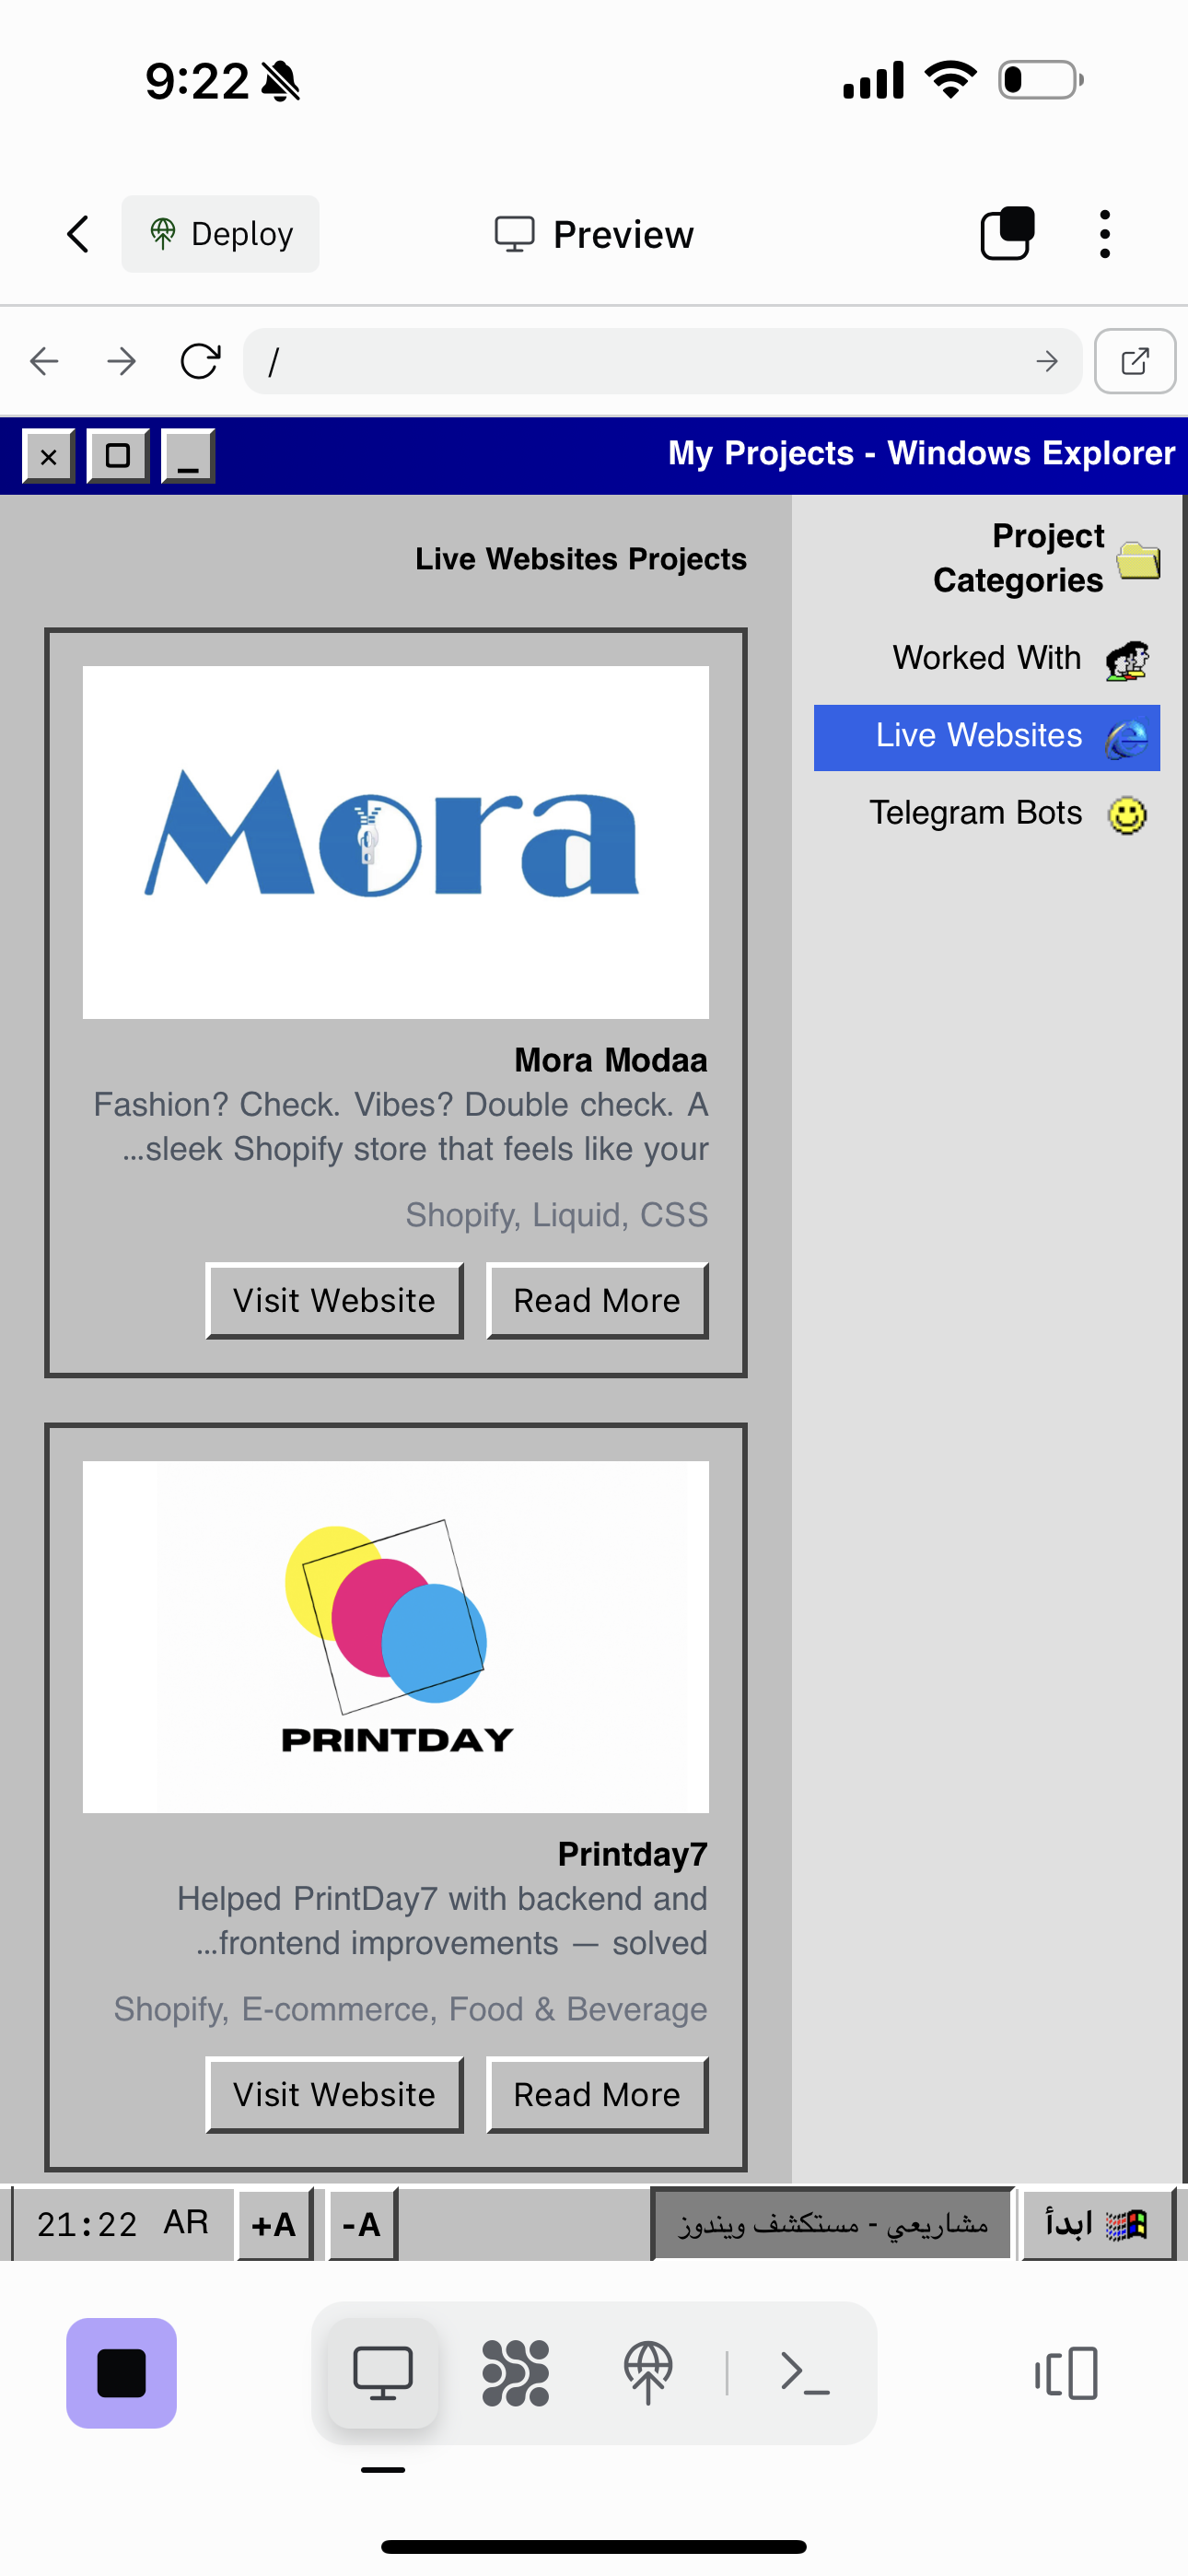 9:22
Deploy
Preview
/
My Projects - Windows Explorer
Project
Categories
Worked With
Live Websites
Telegram Bots
Live Websites Projects
Mora
Mora Modaa
Fashion? Check. Vibes? Double check. A
...sleek Shopify store that feels like your
Shopify, Liquid, CSS
Read More
Visit Website
PRINTDAY
Printday7
Helped PrintDay7 with backend and
...frontend improvements — solved
Shopify, E-commerce, Food & Beverage
Read More
Visit Website
ابدأ
مشاريعي - مستكشف ويندوز
-A
+A
AR
21:22